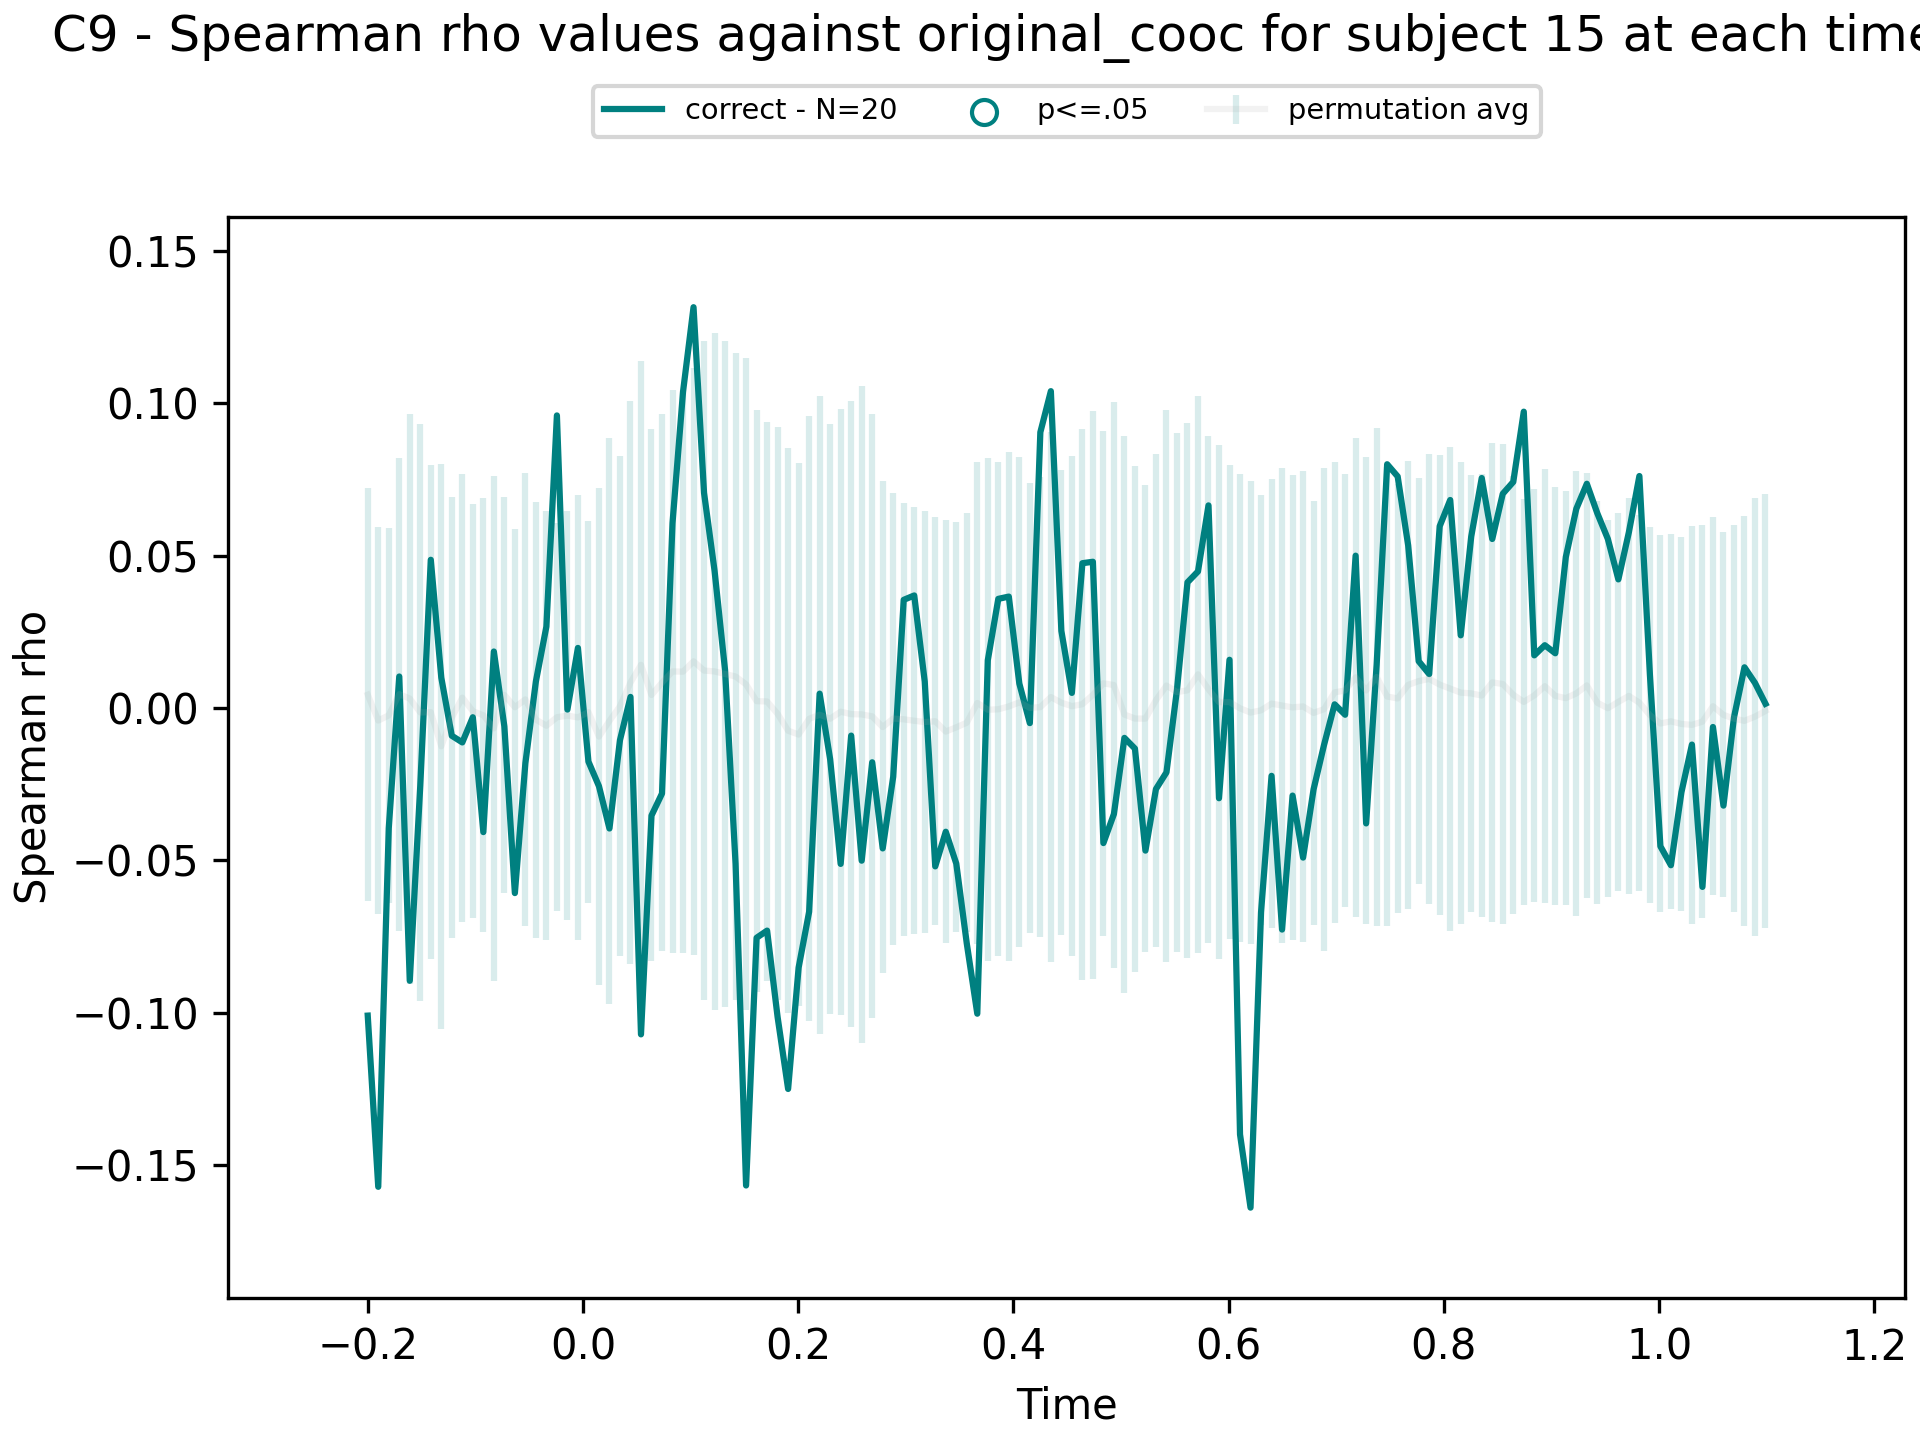 C9 - Spearman rho values against original_cooc for subject 15 at each time
correct - N=20 p<=.05 permutation avg
0.15
0.10
0.05
0.00
−0.05
−0.10
−0.15
Spearman rho
−0.2 0.0 0.2 0.4 0.6 0.8 1.0 1.2
Time